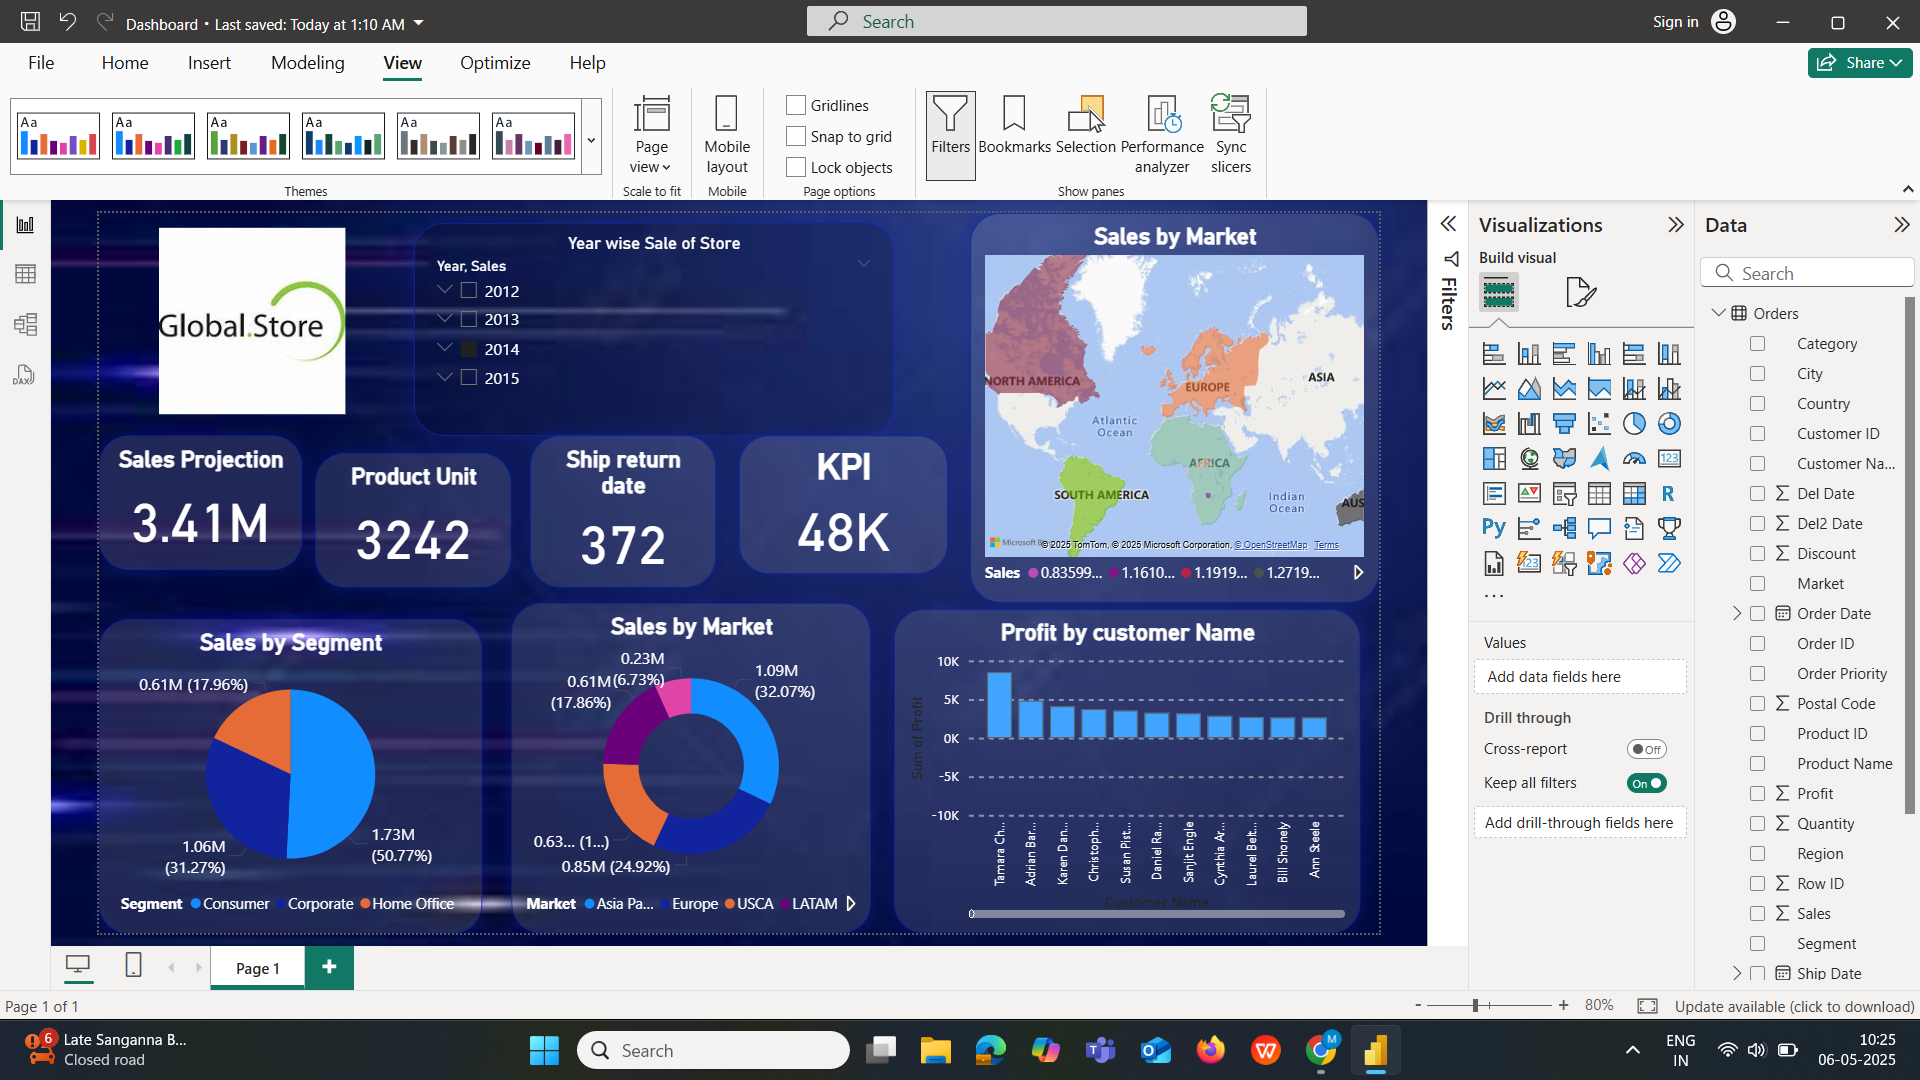 Dashboard • Last saved: Today at 1:10 AM
Search
Sign in
File Home Insert Modeling View Optimize Help
Share
Aa Aa Aa Aa Aa Aa
Themes
Page view
Scale to fit
Mobile layout
Mobile
Gridlines
Snap to grid
Lock objects
Page options
Filters
Bookmarks
Selection
Performance analyzer
Sync slicers
Show panes
Global.Store
Year wise Sale of Store
Year, Sales
2012
2013
2014
2015
Sales by Market
NORTH AMERICA
EUROPE
ASIA
Atlantic Ocean
AFRICA
SOUTH AMERICA
Indian Ocean
AUS
© 2025 TomTom, © 2025 Microsoft Corporation, © OpenStreetMap Terms
Sales 0.83599... 1.1610... 1.1919... 1.2719...
Sales Projection
3.41M
Product Unit
3242
Ship return date
372
KPI
48K
Sales by Segment
0.61M (17.96%)
1.73M (50.77%)
1.06M (31.27%)
Segment Consumer Corporate Home Office
Sales by Market
0.23M (6.73%)
1.09M (32.07%)
0.61M (17.86%)
0.63... (1...)
0.85M (24.92%)
Market Asia Pa... Europe USCA LATAM
Profit by customer Name
Sum of Profit
10K
5K
0K
-5K
-10K
Tamara Ch...
Adrian Bar...
Karen Dan...
Christoph...
Susan Pist...
Daniel Ra...
Sanjit Engle
Cynthia Ar...
Laurel Belt...
Bill Shonely
Ann Steele
Customer Name
Filters
Visualizations
Build visual
123
R
Py
123
...
Values
Add data fields here
Drill through
Cross-report Off
Keep all filters On
Add drill-through fields here
Data
Search
Orders
Category
City
Country
Customer ID
Customer Na...
Del Date
Del2 Date
Discount
Market
Order Date
Order ID
Order Priority
Postal Code
Product ID
Product Name
Profit
Quantity
Region
Row ID
Sales
Segment
Ship Date
DAX
Page 1
Page 1 of 1
- + 80%
Update available (click to download)
6
Late Sanganna B...
Closed road
Search
M
ENG
IN
10:25
06-05-2025